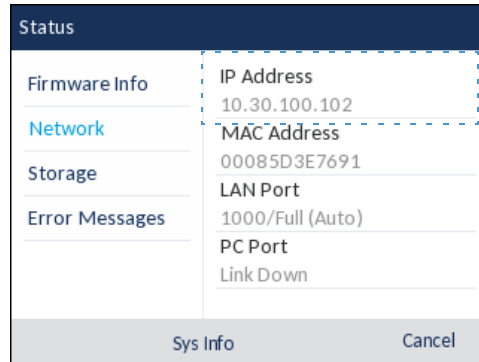 Status
Firmware Info
Network
Storage
Error Messages
IP Address
10.30.100.102
MAC Address
00085D3E7691
LAN Port
1000/Full (Auto)
PC Port
Link Down
Sys Info
Cancel